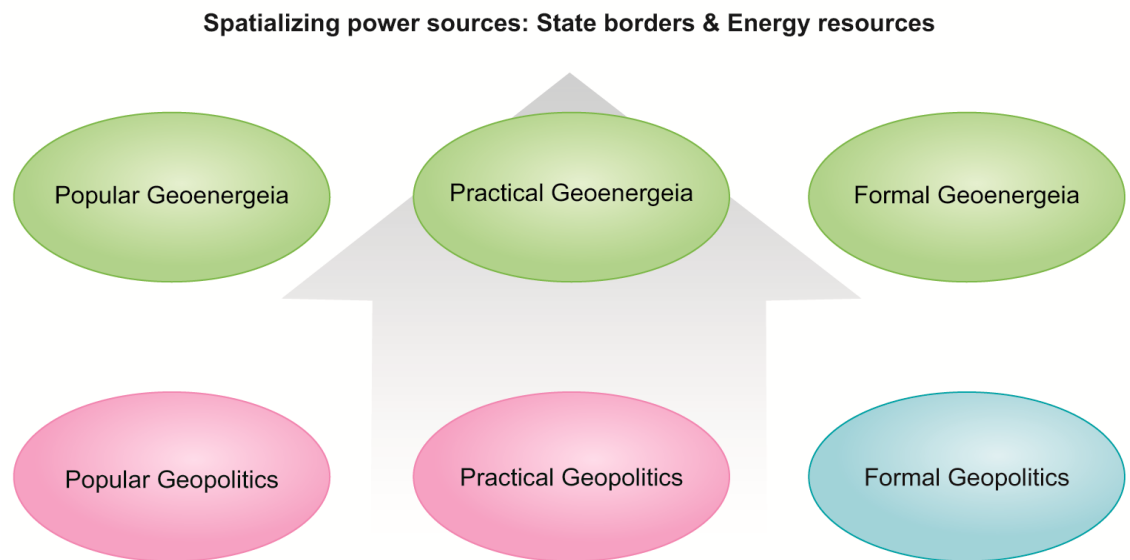 Spatializing power sources: State borders & Energy resources
Popular Geoenergeia
Practical Geoenergeia
Formal Geoenergeia
Popular Geopolitics
Practical Geopolitics
Formal Geopolitics